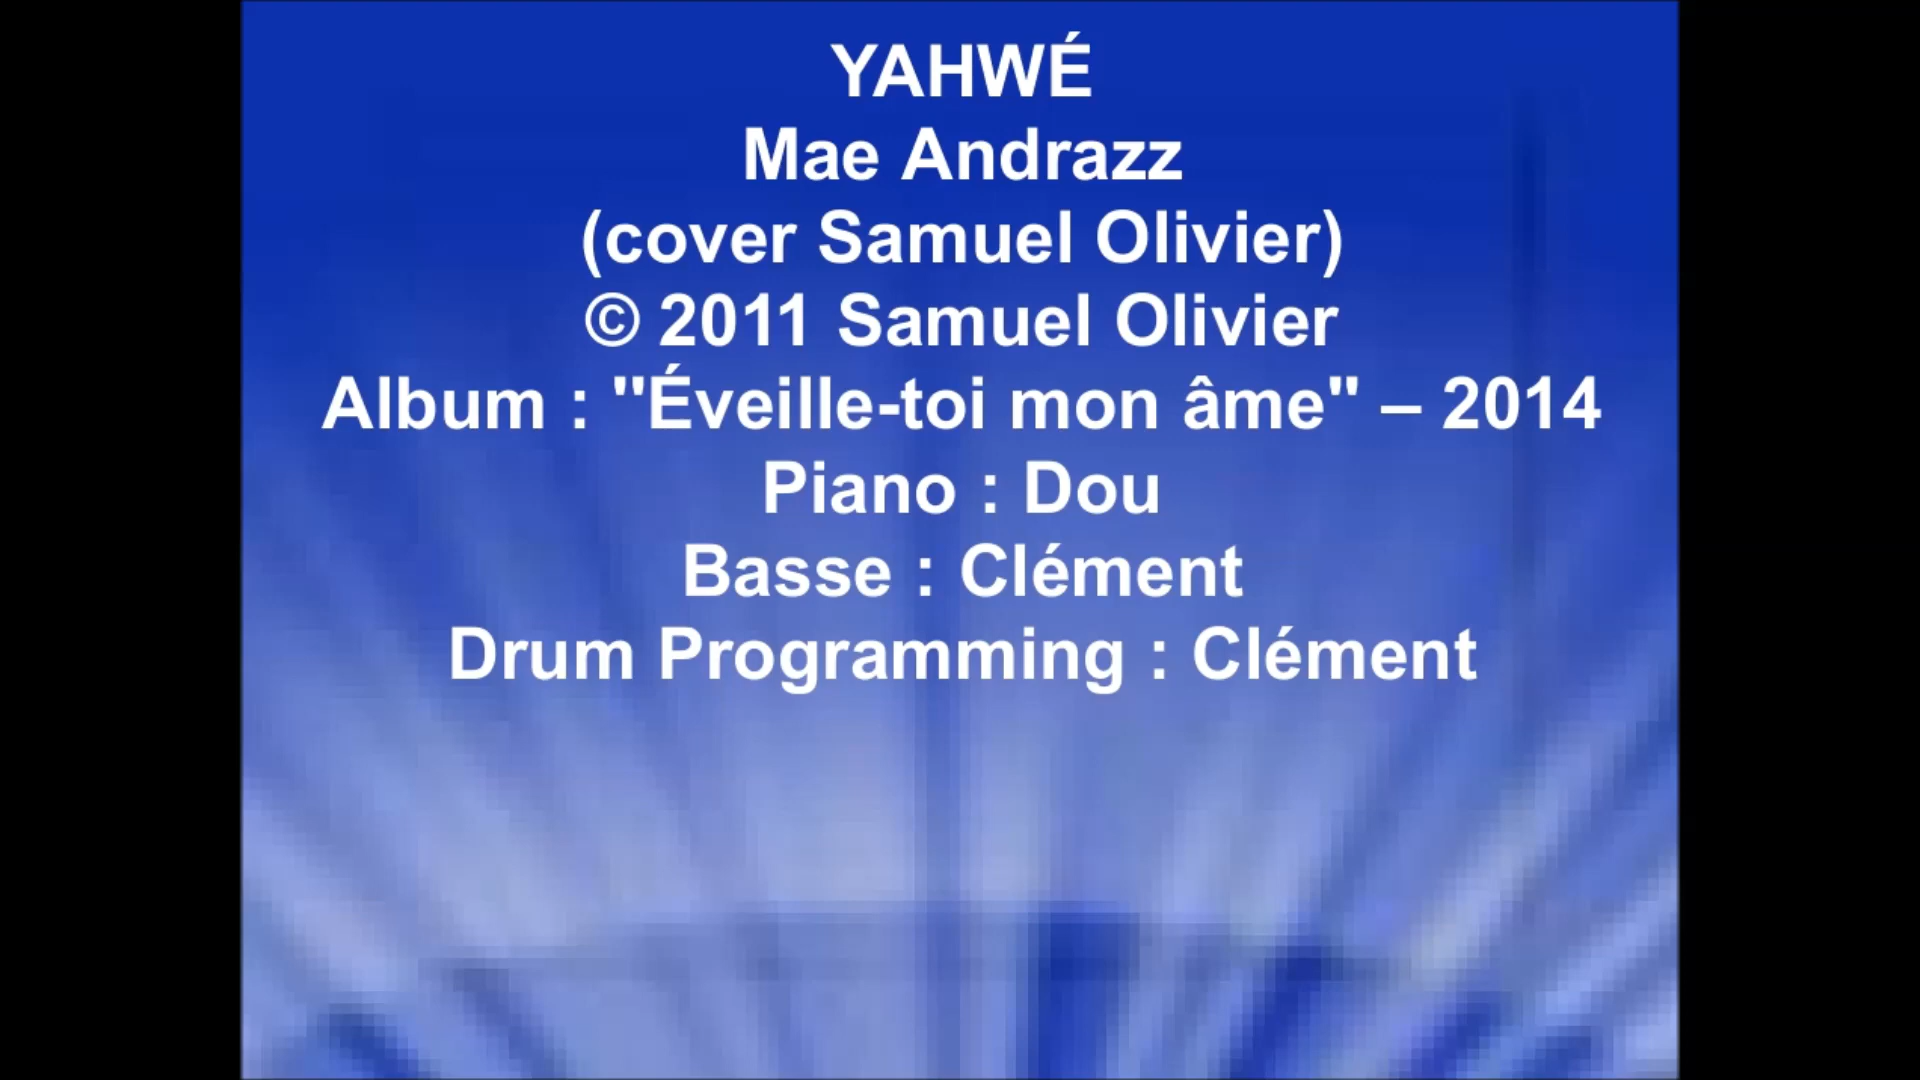 YAHWÉ
Mae Andrazz
(cover Samuel Olivier)
© 2011 Samuel Olivier
Album : "Éveille-toi mon âme" – 2014
Piano : Dou
Basse : Clément
Drum Programming : Clément